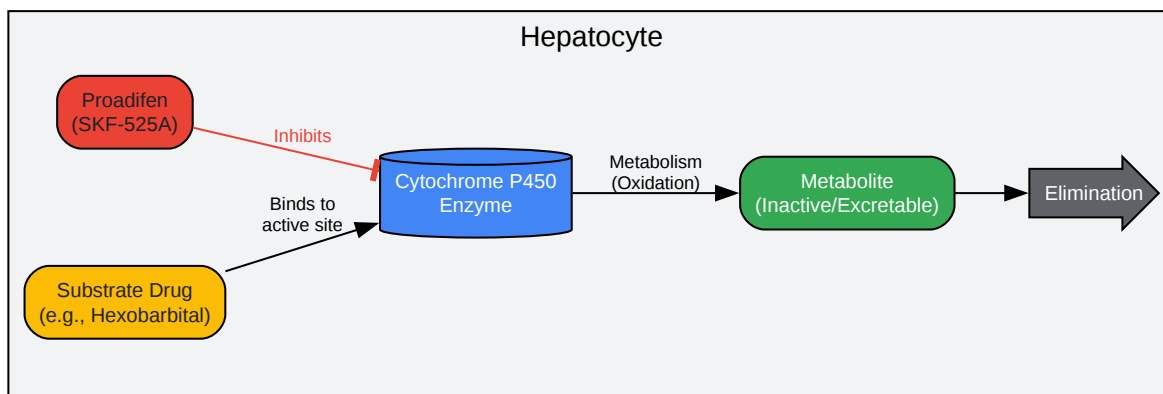 Hepatocyte
Proadifen
(SKF-525A)
Inhibits
Cytochrome P450
Enzyme
Binds to
active site
Substrate Drug
(e.g., Hexobarbital)
Metabolism
(Oxidation)
Metabolite
(Inactive/Excretable)
Elimination